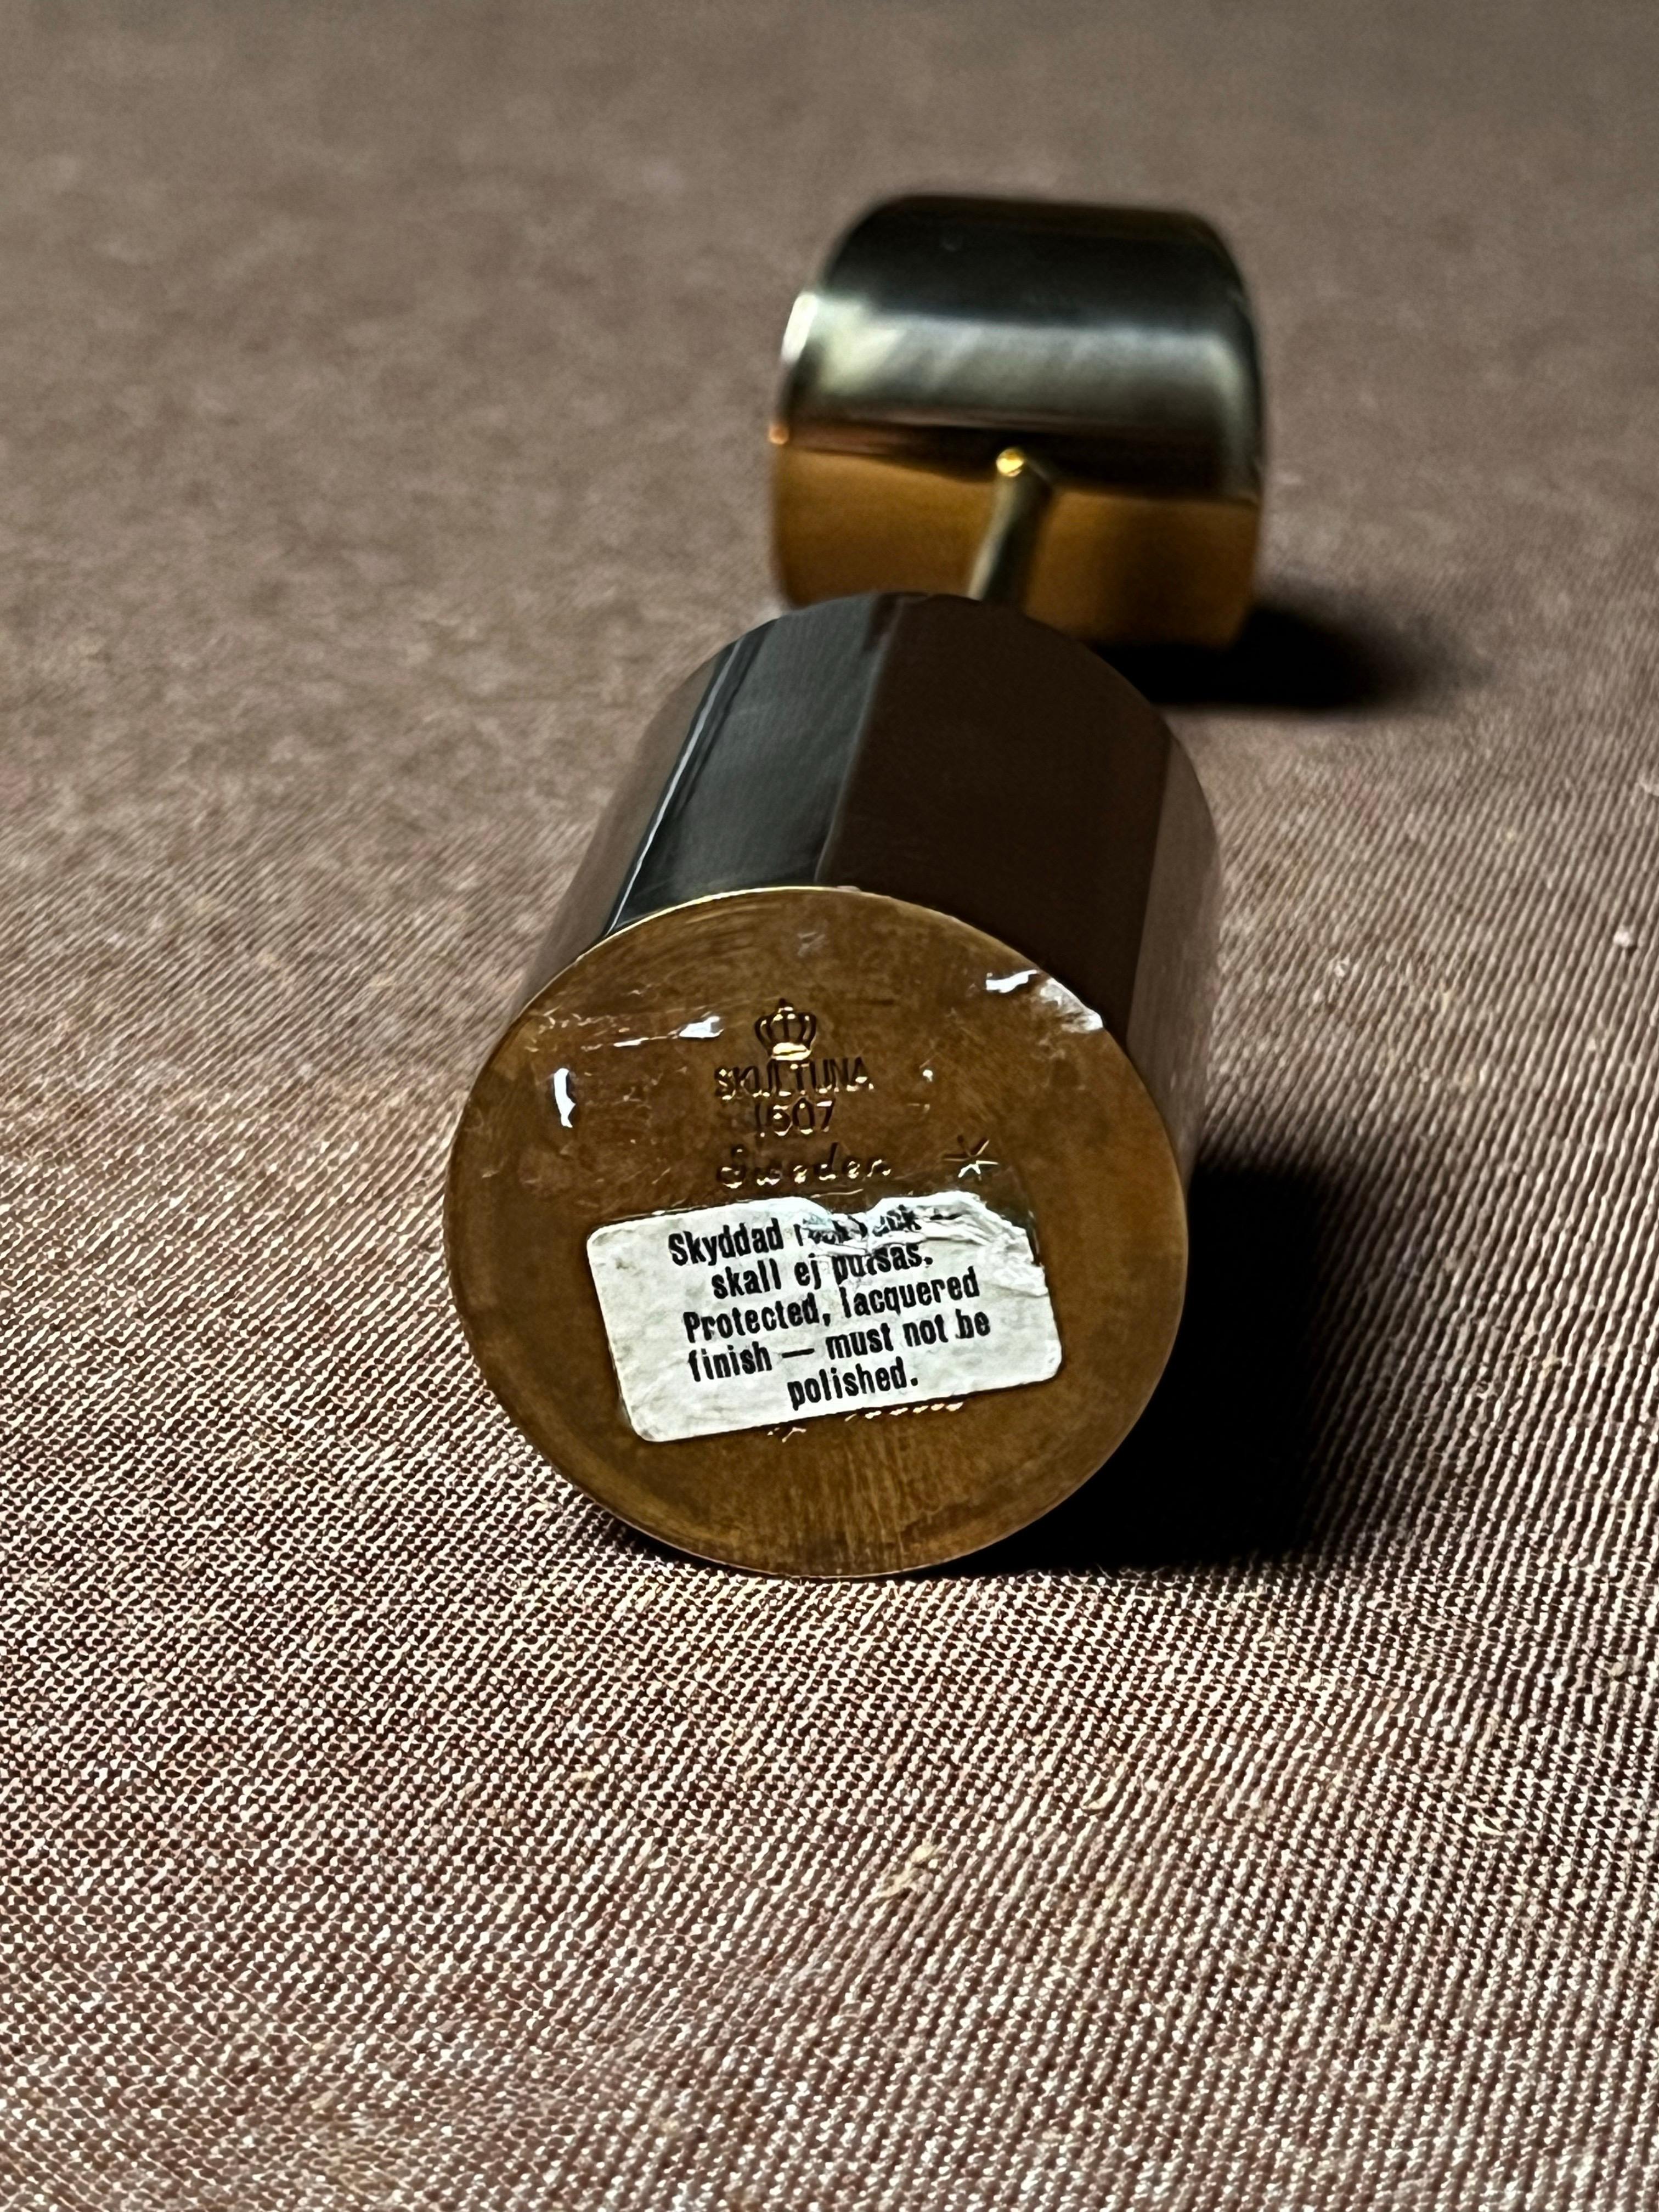 SKULTUNA
1607
Sweden
Skyddad
skall ej putsas.
Protected, lacquered
finish — must not be
polished.